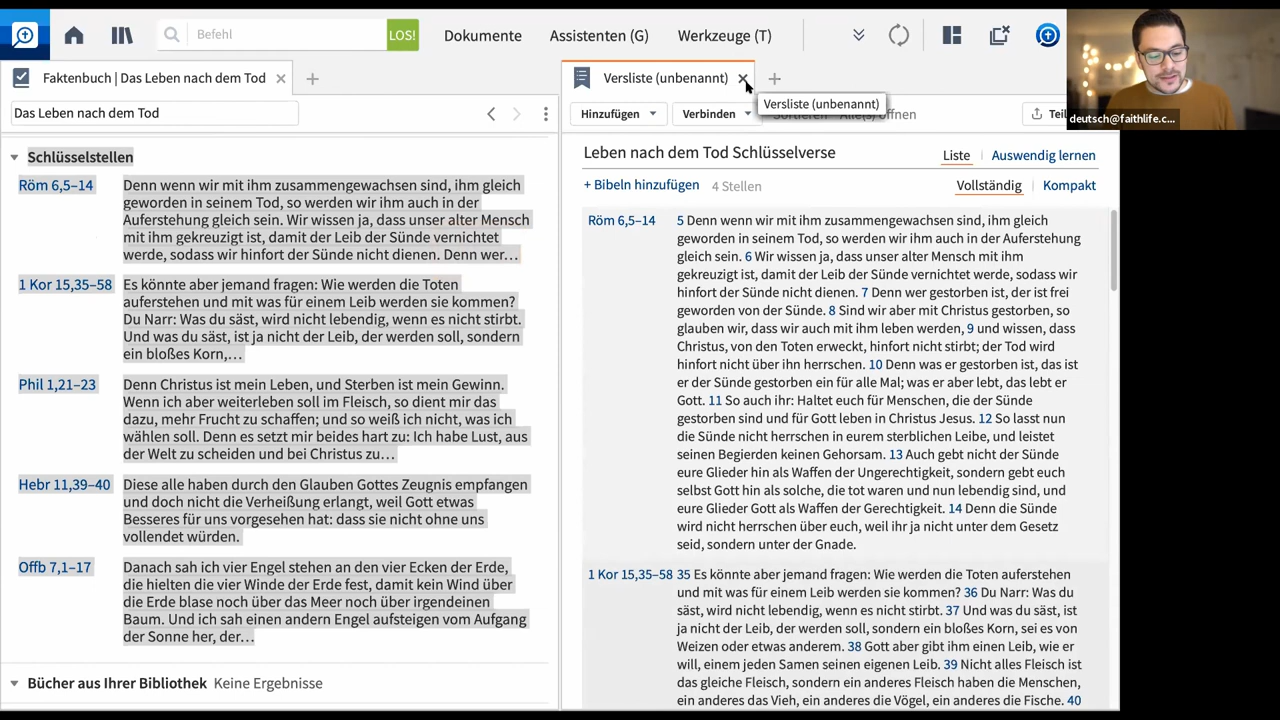 Befehl
LOS!
Dokumente
Assistenten (G)
Werkzeuge (T)
deutsch@faithlife.c...
Faktenbuch | Das Leben nach dem Tod
Das Leben nach dem Tod
Schlüsselstellen
Röm 6,5–14
Denn wenn wir mit ihm zusammengewachsen sind, ihm gleich
geworden in seinem Tod, so werden wir ihm auch in der
Auferstehung gleich sein. Wir wissen ja, dass unser alter Mensch
mit ihm gekreuzigt ist, damit der Leib der Sünde vernichtet
werde, sodass wir hinfort der Sünde nicht dienen. Denn wer…
1 Kor 15,35–58
Es könnte aber jemand fragen: Wie werden die Toten
auferstehen und mit was für einem Leib werden sie kommen?
Du Narr: Was du säst, wird nicht lebendig, wenn es nicht stirbt.
Und was du säst, ist ja nicht der Leib, der werden soll, sondern
ein bloßes Korn,…
Phil 1,21–23
Denn Christus ist mein Leben, und Sterben ist mein Gewinn.
Wenn ich aber weiterleben soll im Fleisch, so dient mir das
dazu, mehr Frucht zu schaffen; und so weiß ich nicht, was ich
wählen soll. Denn es setzt mir beides hart zu: Ich habe Lust, aus
der Welt zu scheiden und bei Christus zu…
Hebr 11,39–40
Diese alle haben durch den Glauben Gottes Zeugnis empfangen
und doch nicht die Verheißung erlangt, weil Gott etwas
Besseres für uns vorgesehen hat: dass sie nicht ohne uns
vollendet würden.
Offb 7,1–17
Danach sah ich vier Engel stehen an den vier Ecken der Erde,
die hielten die vier Winde der Erde fest, damit kein Wind über
die Erde blase noch über das Meer noch über irgendeinen
Baum. Und ich sah einen andern Engel aufsteigen vom Aufgang
der Sonne her, der…
Bücher aus Ihrer Bibliothek Keine Ergebnisse
Versliste (unbenannt)
Versliste (unbenannt)
Hinzufügen
Verbinden
Sortieren
öffnen
Teil
Leben nach dem Tod Schlüsselverse
Liste
Auswendig lernen
+ Bibeln hinzufügen
4 Stellen
Vollständig
Kompakt
Röm 6,5–14
5 Denn wenn wir mit ihm zusammengewachsen sind, ihm gleich
geworden in seinem Tod, so werden wir ihm auch in der Auferstehung
gleich sein. 6 Wir wissen ja, dass unser alter Mensch mit ihm
gekreuzigt ist, damit der Leib der Sünde vernichtet werde, sodass wir
hinfort der Sünde nicht dienen. 7 Denn wer gestorben ist, der ist frei
geworden von der Sünde. 8 Sind wir aber mit Christus gestorben, so
glauben wir, dass wir auch mit ihm leben werden, 9 und wissen, dass
Christus, von den Toten erweckt, hinfort nicht stirbt; der Tod wird
hinfort nicht über ihn herrschen. 10 Denn was er gestorben ist, das ist
er der Sünde gestorben ein für alle Mal; was er aber lebt, das lebt er
Gott. 11 So auch ihr: Haltet euch für Menschen, die der Sünde
gestorben sind und für Gott leben in Christus Jesus. 12 So lasst nun
die Sünde nicht herrschen in eurem sterblichen Leibe, und leistet
seinen Begierden keinen Gehorsam. 13 Auch gebt nicht der Sünde
eure Glieder hin als Waffen der Ungerechtigkeit, sondern gebt euch
selbst Gott hin als solche, die tot waren und nun lebendig sind, und
eure Glieder Gott als Waffen der Gerechtigkeit. 14 Denn die Sünde
wird nicht herrschen über euch, weil ihr ja nicht unter dem Gesetz
seid, sondern unter der Gnade.
1 Kor 15,35–58
35 Es könnte aber jemand fragen: Wie werden die Toten auferstehen
und mit was für einem Leib werden sie kommen? 36 Du Narr: Was du
säst, wird nicht lebendig, wenn es nicht stirbt. 37 Und was du säst, ist
ja nicht der Leib, der werden soll, sondern ein bloßes Korn, sei es von
Weizen oder etwas anderem. 38 Gott aber gibt ihm einen Leib, wie er
will, einem jeden Samen seinen eigenen Leib. 39 Nicht alles Fleisch ist
das gleiche Fleisch, sondern ein anderes Fleisch haben die Menschen,
ein anderes das Vieh, ein anderes die Vögel, ein anderes die Fische. 40